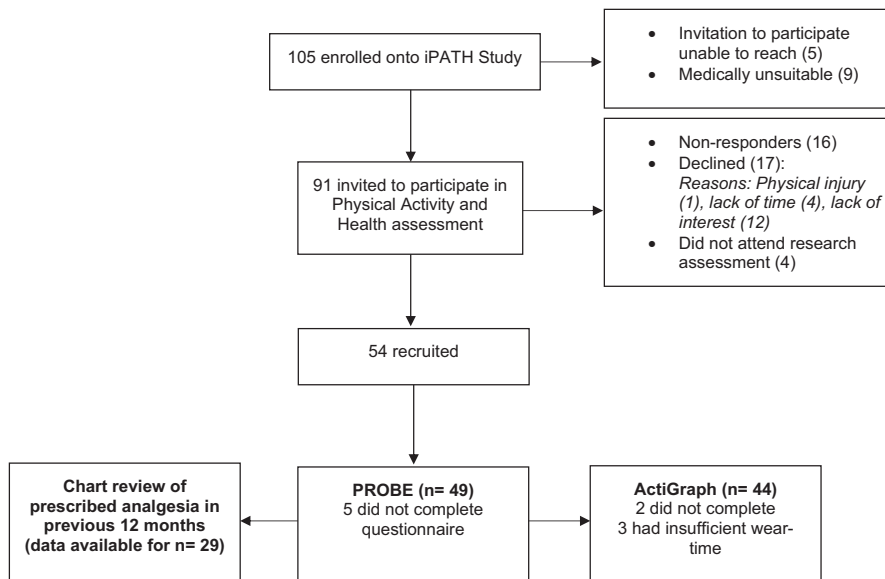 105 enrolled onto iPATH Study
• Invitation to participate
unable to reach (5)
• Medically unsuitable (9)
91 invited to participate in
Physical Activity and
Health assessment
• Non-responders (16)
• Declined (17):
Reasons: Physical injury
(1), lack of time (4), lack of
interest (12)
• Did not attend research
assessment (4)
54 recruited
Chart review of
prescribed analgesia in
previous 12 months
(data available for n= 29)
PROBE (n= 49)
5 did not complete
questionnaire
ActiGraph (n= 44)
2 did not complete
3 had insufficient wear-
time